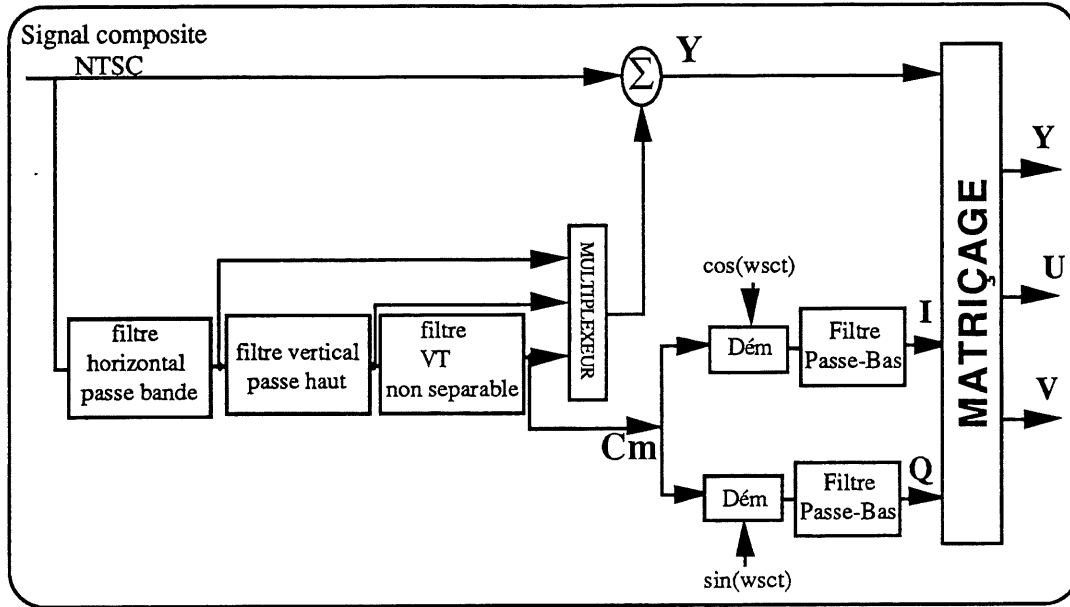 Signal composite
NTSC
Σ
Y
MATRIÇAGE
Y
U
V
MULTIPLEXEUR
cos(wsct)
filtre
horizontal
passe bande
filtre vertical
passe haut
filtre
VT
non separable
Dém
Filtre
Passe-Bas
I
Cm
Dém
Filtre
Passe-Bas
Q
sin(wsct)